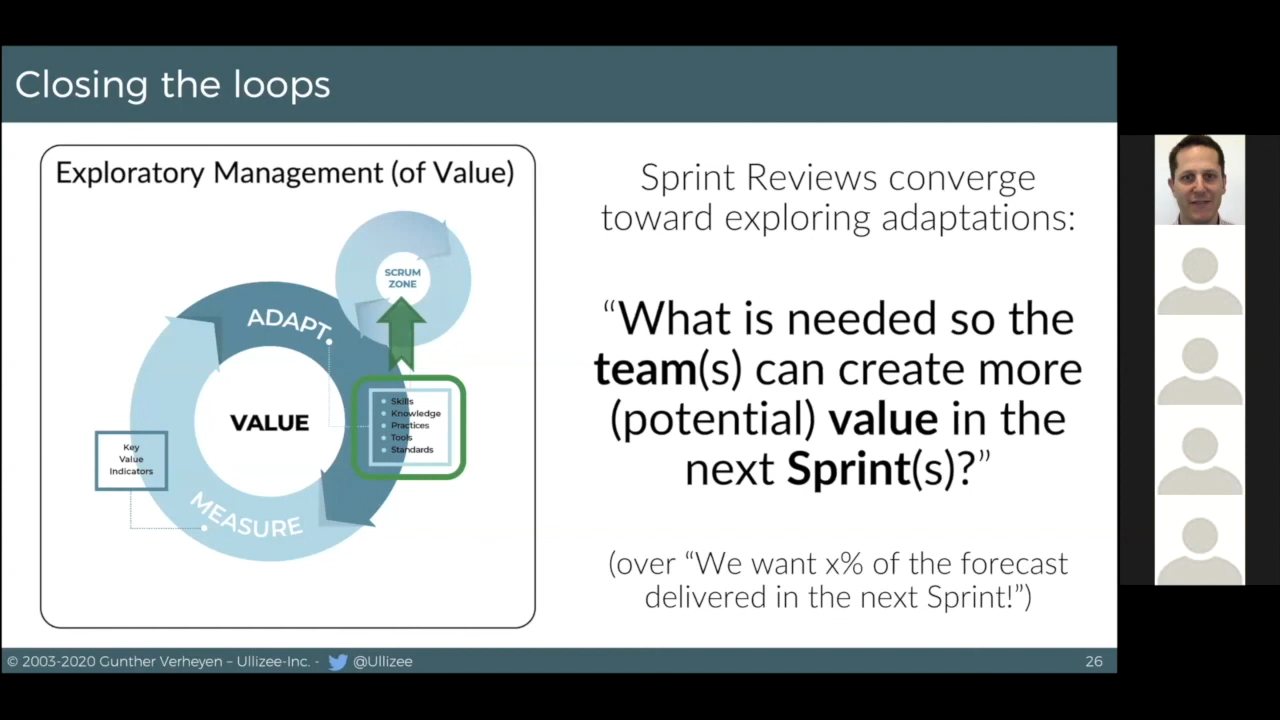 Closing the loops
Exploratory Management (of Value)
SCRUM
ZONE
ADAPT
VALUE
Skills
Knowledge
Practices
Tools
Standards
Key
Value
Indicators
MEASURE
Sprint Reviews converge
toward exploring adaptations:
“What is needed so the
team(s) can create more
(potential) value in the
next Sprint(s)?”
(over “We want x% of the forecast
delivered in the next Sprint!”)
© 2003-2020 Gunther Verheyen – Ullizee-Inc. - @Ullizee
26